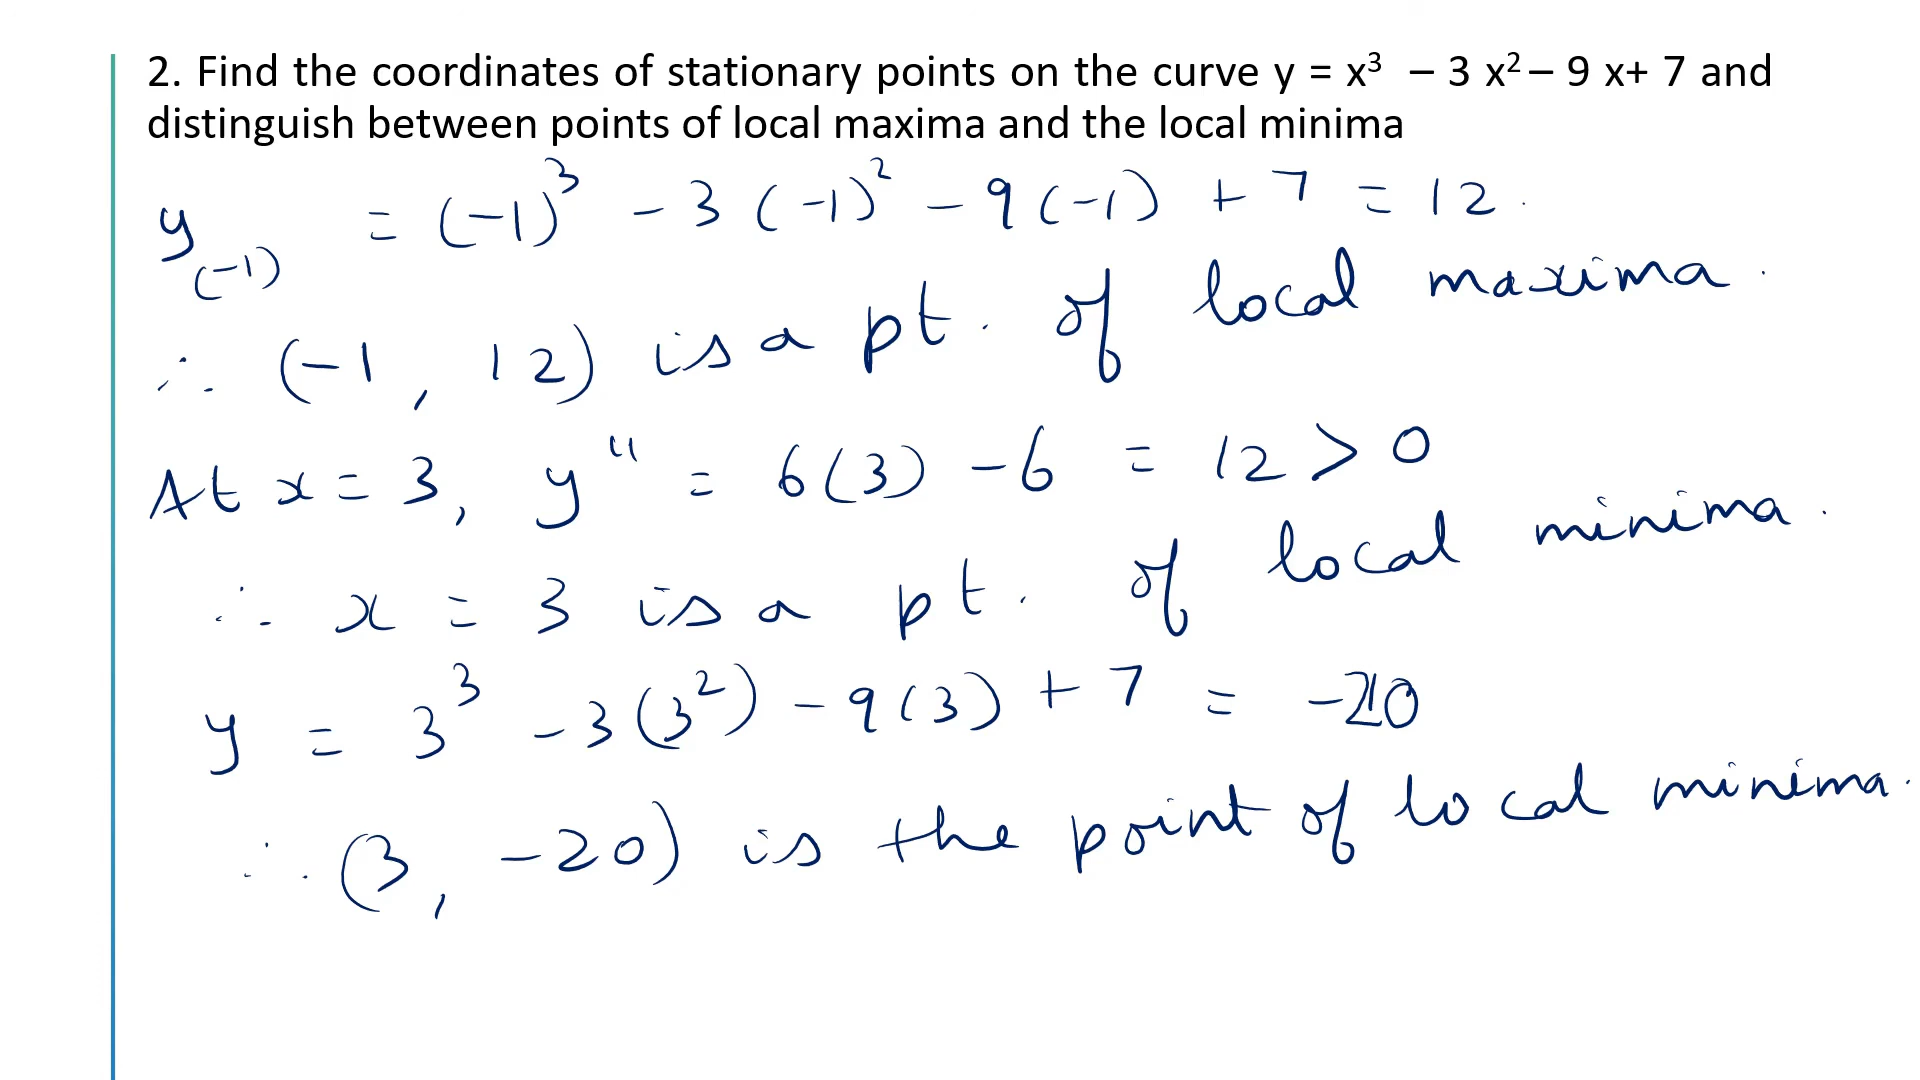 2. Find the coordinates of stationary points on the curve y = x³ – 3 x² – 9 x+ 7 and
distinguish between points of local maxima and the local minima
y₍₋₁₎ = (-1)³ - 3 (-1)² - 9 (-1) + 7 = 12.
∴ (-1, 12) is a pt. of local maxima.
At x = 3, y" = 6(3) - 6 = 12 > 0
∴ x = 3 is a pt. of local minima.
y = 3³ - 3(3²) - 9(3) + 7 = -20
∴ (3, -20) is the point of local minima.